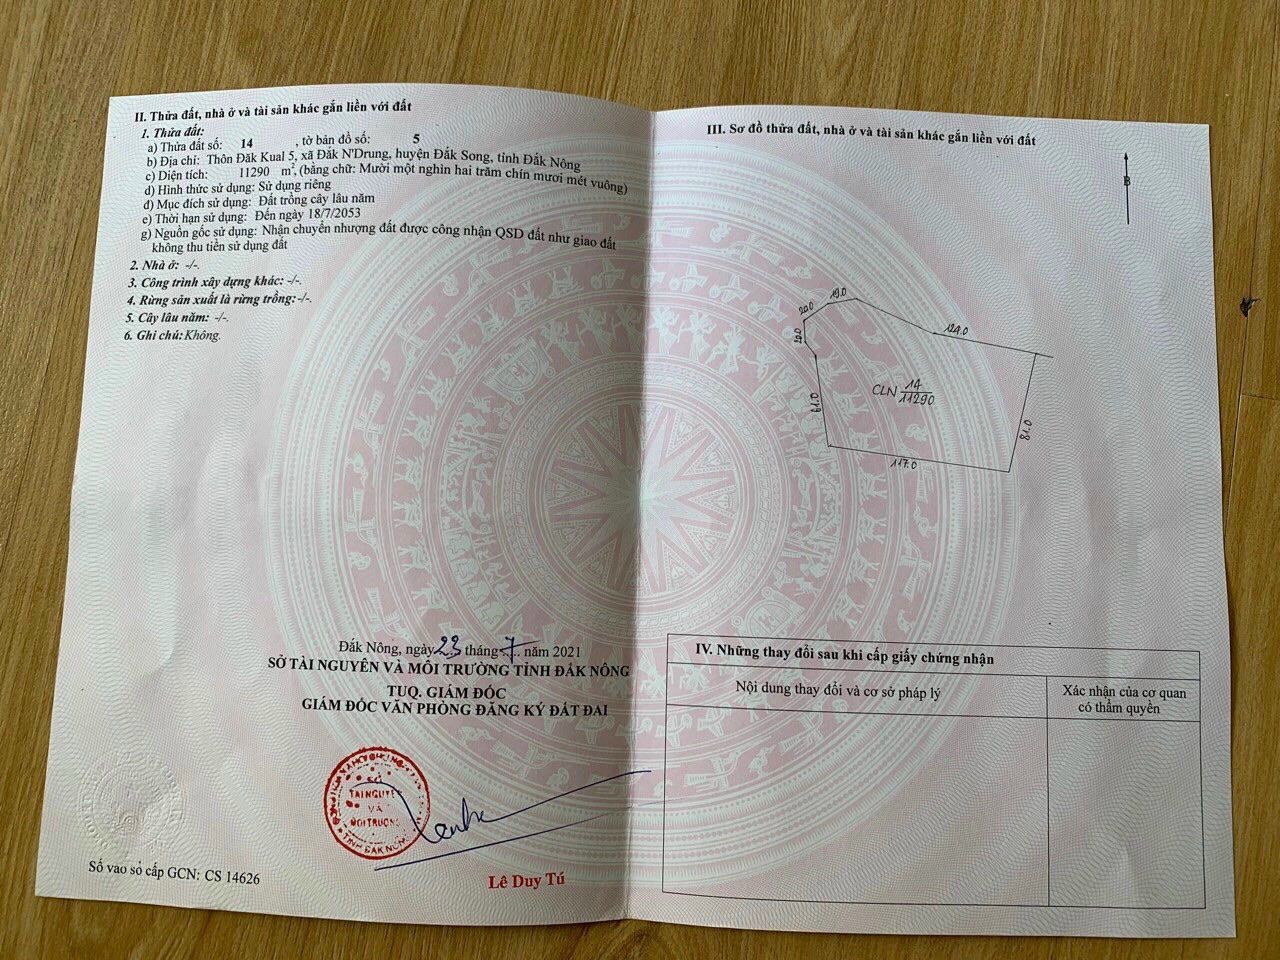 II. Thửa đất, nhà ở và tài sản khác gắn liền với đất
1. Thửa đất:
a) Thửa đất số: 14 , tờ bản đồ số: 5
b) Địa chỉ: Thôn Đăk Kual 5, xã Đắk N'Drung, huyện Đắk Song, tỉnh Đắk Nông
c) Diện tích: 11290 m², (bằng chữ: Mười một nghìn hai trăm chín mươi mét vuông)
d) Hình thức sử dụng: Sử dụng riêng
đ) Mục đích sử dụng: Đất trồng cây lâu năm
e) Thời hạn sử dụng: Đến ngày 18/7/2053
g) Nguồn gốc sử dụng: Nhận chuyển nhượng đất được công nhận QSD đất như giao đất
không thu tiền sử dụng đất
2. Nhà ở: -/-.
3. Công trình xây dựng khác: -/-.
4. Rừng sản xuất là rừng trồng: -/-.
5. Cây lâu năm: -/-.
6. Ghi chú: Không.
Đắk Nông, ngày 23 tháng 7 năm 2021
SỞ TÀI NGUYÊN VÀ MÔI TRƯỜNG TỈNH ĐẮK NÔNG
TUQ. GIÁM ĐỐC
GIÁM ĐỐC VĂN PHÒNG ĐĂNG KÝ ĐẤT ĐAI
SỞ
TÀI NGUYÊN
VÀ
MÔI TRƯỜNG
TỈNH ĐẮK NÔNG
Lê Duy Tú
Số vào sổ cấp GCN: CS 14626
III. Sơ đồ thửa đất, nhà ở và tài sản khác gắn liền với đất
B
19.0
20.0
124.0
CLN 14
11290
61.0
81.0
117.0
IV. Những thay đổi sau khi cấp giấy chứng nhận
Nội dung thay đổi và cơ sở pháp lý
Xác nhận của cơ quan
có thẩm quyền